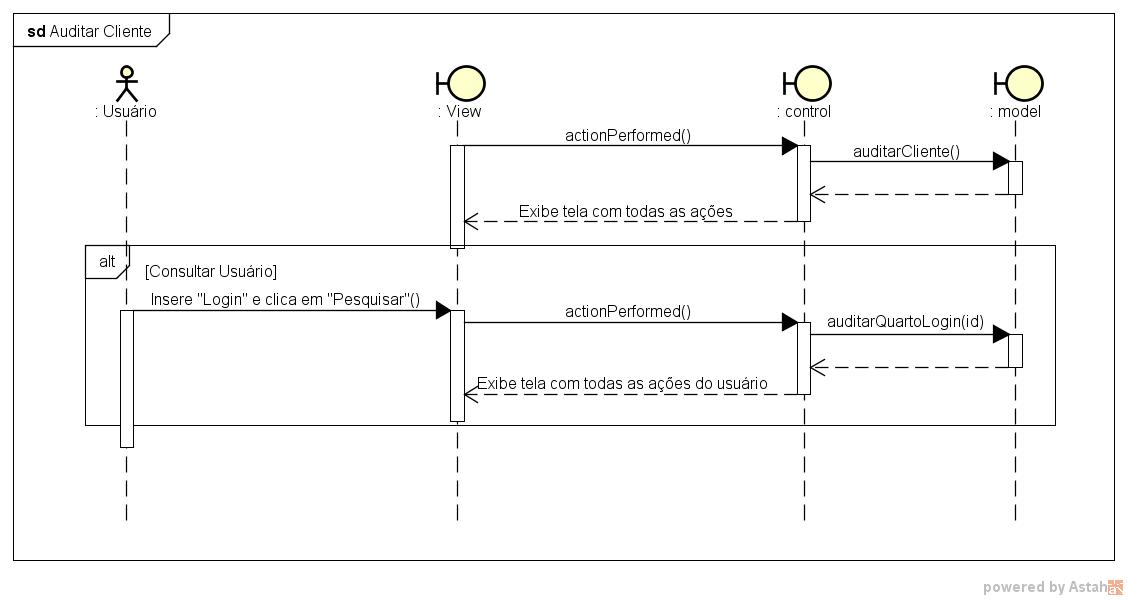 sd Auditar Cliente
: Usuário
: View
: control
: model
actionPerformed()
auditarCliente()
Exibe tela com todas as ações
alt
[Consultar Usuário]
Insere "Login" e clica em "Pesquisar"()
actionPerformed()
auditarQuartoLogin(id)
Exibe tela com todas as ações do usuário
powered by Astah